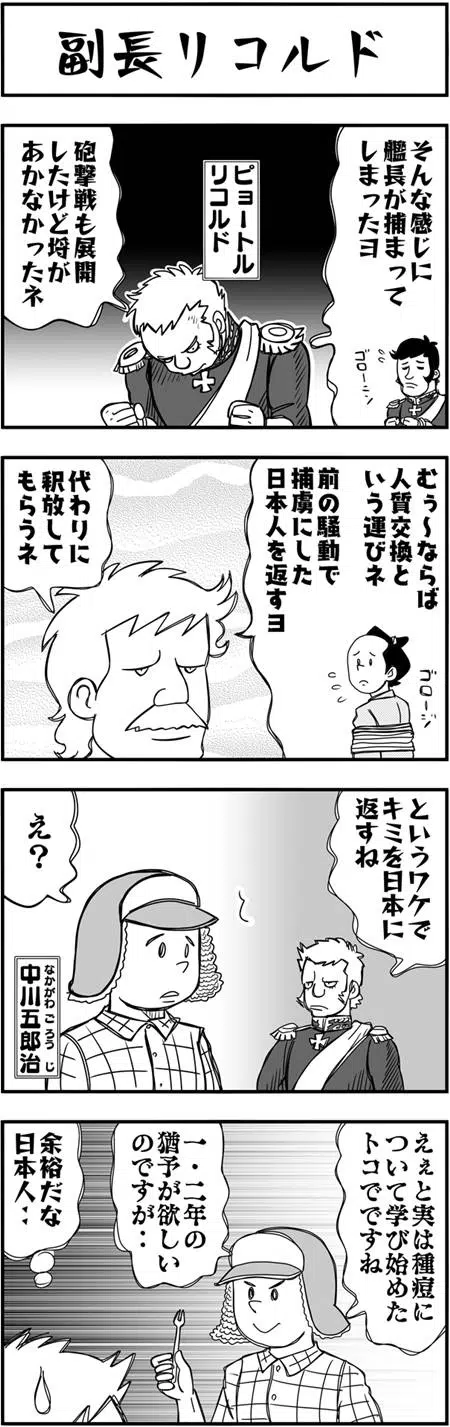 副長リコルド
そんな感じに
艦長が捕まって
しまったヨ
ゴローニン
ピョートル
リコルド
砲撃戦も展開
したけど埒が
あかなかったネ
むぅ〜ならば
人質交換と
いう運びネ
前の騒動で
捕虜にした
日本人を返すヨ
ゴロージ
代わりに
釈放して
もらうネ
というワケで
キミを日本に
返すね
え?
なかがわ ごろうじ
中川五郎治
えぇと実は種痘に
ついて学び始めた
トコでですね
一・二年の
猶予が欲しい
のですが‥
余裕だな
日本人‥